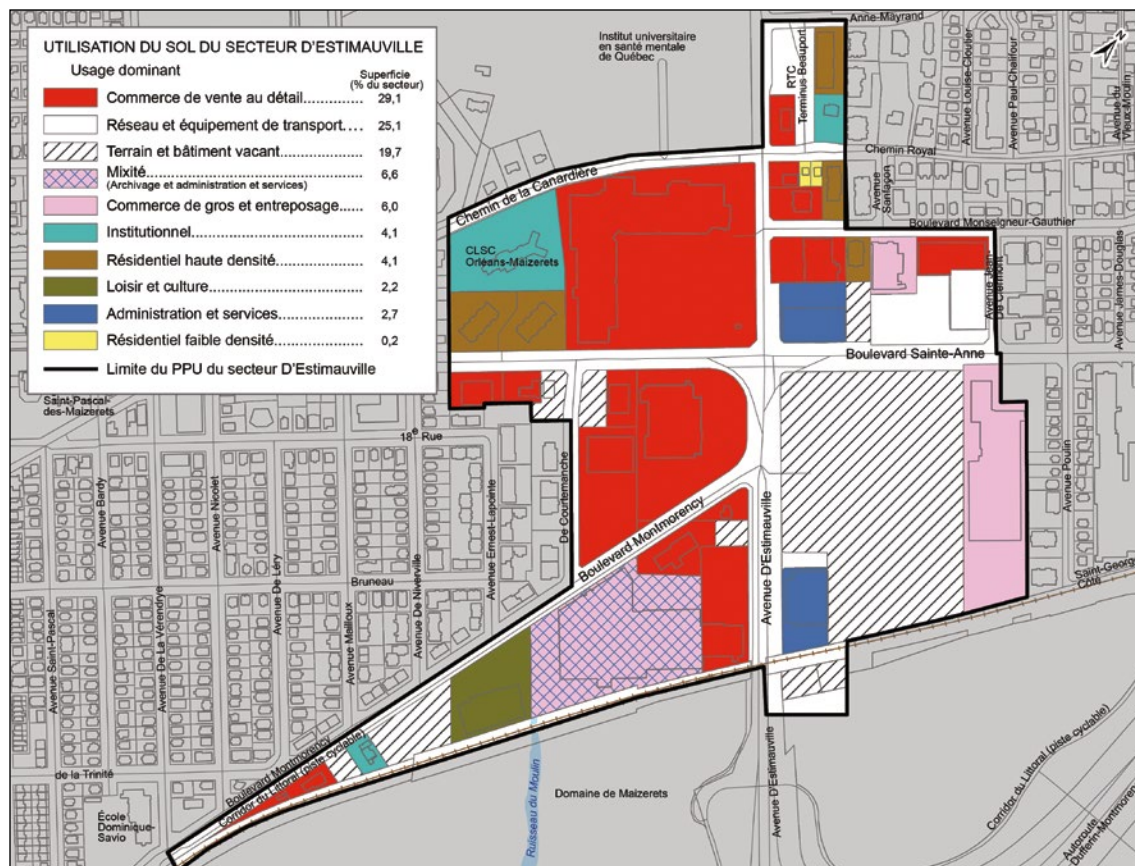 UTILISATION DU SOL DU SECTEUR D'ESTIMAUVILLE
Usage dominant
Superficie
(% du secteur)
Commerce de vente au détail............... 29,1
Réseau et équipement de transport.... 25,1
Terrain et bâtiment vacant................... 19,7
Mixité.................................................. 6,6
(Archivage et administration et services)
Commerce de gros et entreposage..... 6,0
Institutionnel........................................ 4,1
Résidentiel haute densité.................... 4,1
Loisir et culture................................... 2,2
Administration et services................... 2,7
Résidentiel faible densité.................... 0,2
Limite du PPU du secteur D'Estimauville
Institut universitaire
en santé mentale
de Québec
Anne-Mayrand
RTC
Terminus Beauport
Avenue Louise-Cloutier
Avenue Paul-Chalifour
Avenue du
Vieux-Moulin
Chemin Royal
Avenue
Sanfaçon
Chemin de la Canardière
Boulevard Monseigneur-Gauthier
CLSC
Orléans-Maizerets
Avenue Jean-
De Clermont
Avenue James-Douglas
Boulevard Sainte-Anne
Saint-Pascal-
des-Maizerets
18e Rue
Avenue Bardy
Avenue Nicolet
Avenue Ernest-Lapointe
De Courtemanche
Avenue Poulin
Boulevard Montmorency
Avenue D'Estimauville
Saint-George
Côté
Bruneau
Avenue Saint-Pascal
Avenue De La Vérendrye
Avenue De Léry
Avenue Mailloux
Avenue De Niverville
Boulevard Montmorency
Corridor du Littoral (piste cyclable)
de la Trinité
École
Dominique-
Savio
Ruisseau du Moulin
Domaine de Maizerets
Avenue D'Estimauville
Corridor du Littoral (piste cyclable)
Autoroute
Dufferin-Montmoren